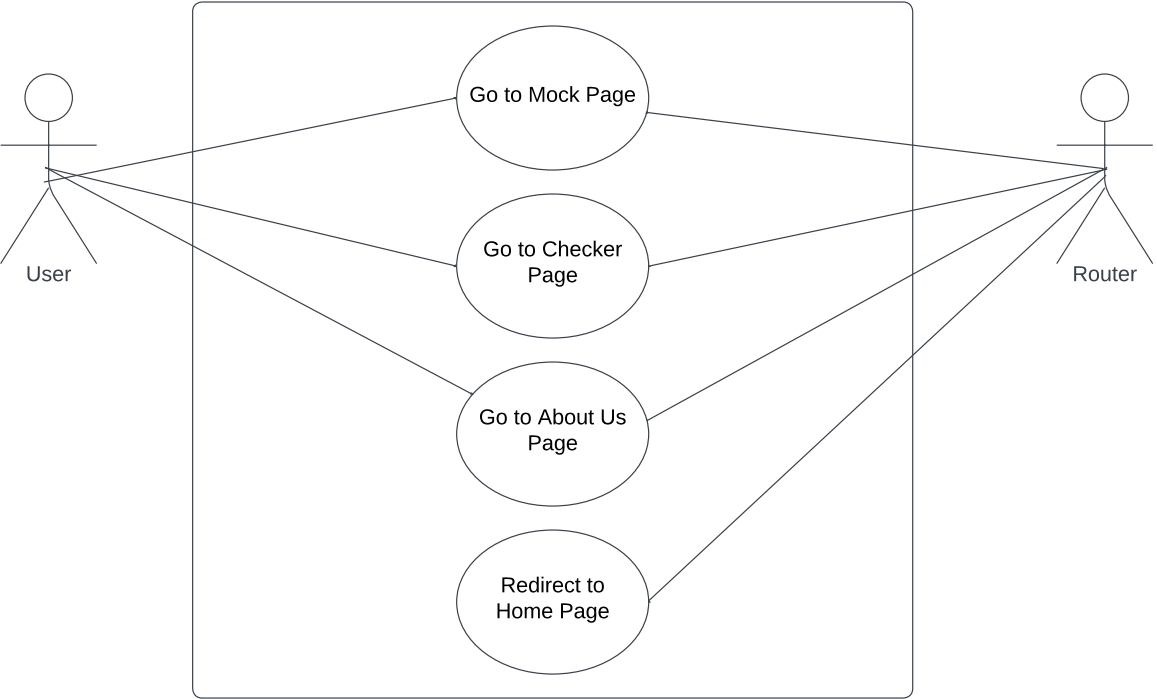 Go to Mock Page
Go to Checker
Page
User
Router
Go to About Us
Page
Redirect to
Home Page